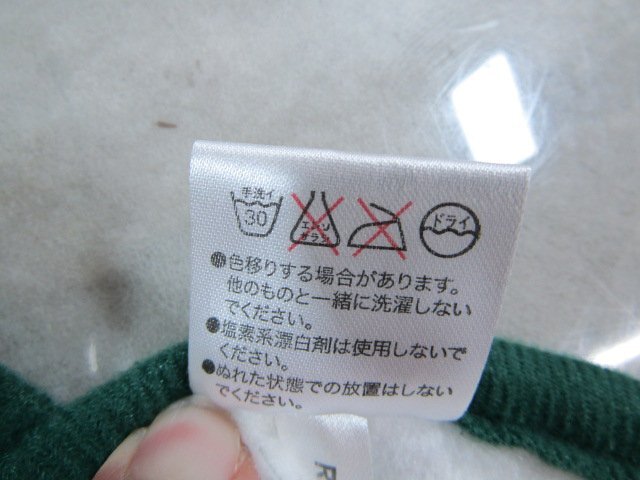 手洗イ
30
エンソ
サラシ
ドライ
●色移りする場合があります。
他のものと一緒に洗濯しない
でください。
●塩素系漂白剤は使用しないで
ください。
●ぬれた状態での放置はしない
でください。
R